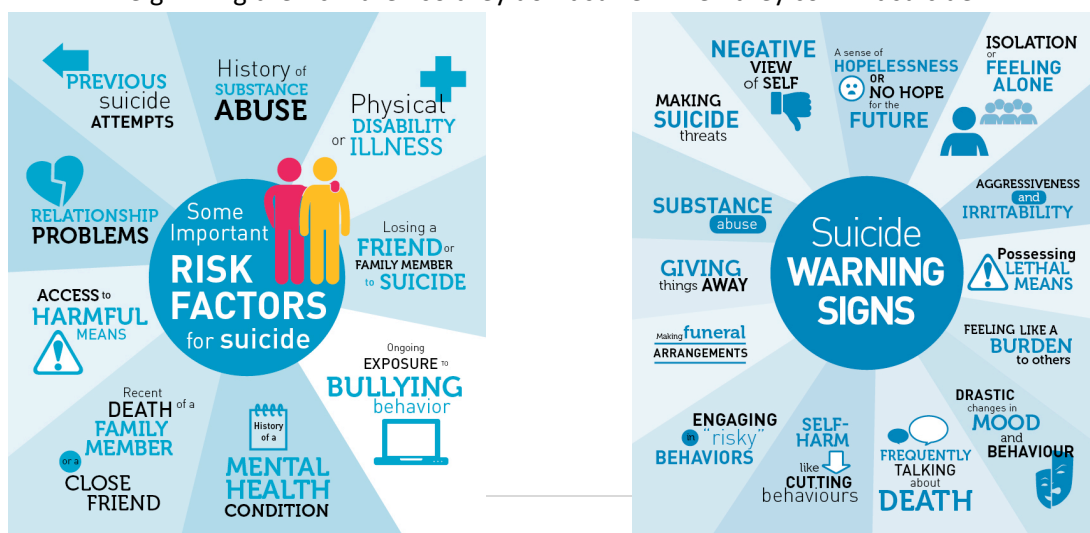 PREVIOUS
suicide
ATTEMPTS
History of
SUBSTANCE
ABUSE
Physical
DISABILITY
or ILLNESS
Losing a
FRIEND or
FAMILY MEMBER
to SUICIDE
Ongoing
EXPOSURE TO
BULLYING
behavior
History
of a
MENTAL
HEALTH
CONDITION
Recent
DEATH of a
FAMILY
MEMBER
or a
CLOSE
FRIEND
ACCESS to
HARMFUL
MEANS
RELATIONSHIP
PROBLEMS
Some
Important
RISK
FACTORS
for suicide
NEGATIVE
VIEW
of SELF
A sense of
HOPELESSNESS
OR
NO HOPE
for the
FUTURE
ISOLATION
or
FEELING
ALONE
AGGRESSIVENESS
and
IRRITABILITY
Possessing
LETHAL
MEANS
FEELING LIKE A
BURDEN
to others
DRASTIC
changes in
MOOD
and
BEHAVIOUR
FREQUENTLY
TALKING
about
DEATH
SELF-
HARM
like
CUTTING
behaviours
ENGAGING
in "risky"
BEHAVIORS
Making funeral
ARRANGEMENTS
GIVING
things AWAY
SUBSTANCE
abuse
MAKING
SUICIDE
threats
Suicide
WARNING
SIGNS